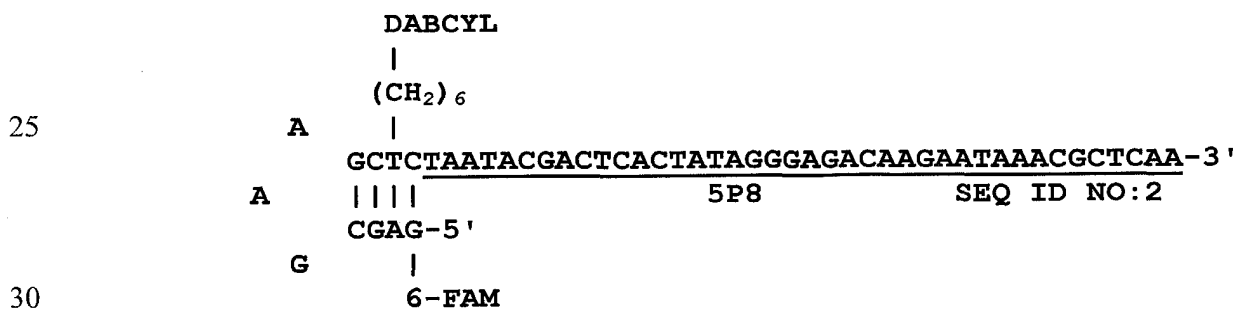 DABCYL
|
(CH₂)₆
25 A |
GCTCTAATACGACTCACTATAGGGAGACAAGAATAAACGCTCAA-3'
A |||| 5P8 SEQ ID NO:2
CGAG-5'
G |
30 6-FAM